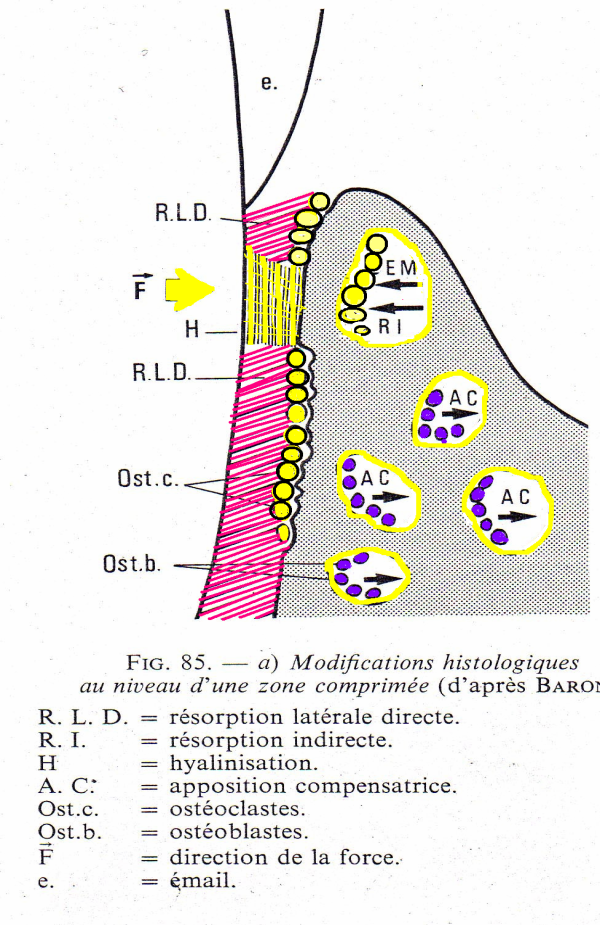 e.
R.L.D.
EM
F
RI
H
R.L.D.
AC
Ost.c.
AC
AC
Ost.b.
FIG. 85. — a) Modifications histologiques
au niveau d'une zone comprimée (d'après BARON
R. L. D. = résorption latérale directe.
R. I. = résorption indirecte.
H = hyalinisation.
A. C. = apposition compensatrice.
Ost.c. = ostéoclastes.
Ost.b. = ostéoblastes.
F = direction de la force.
e. = émail.